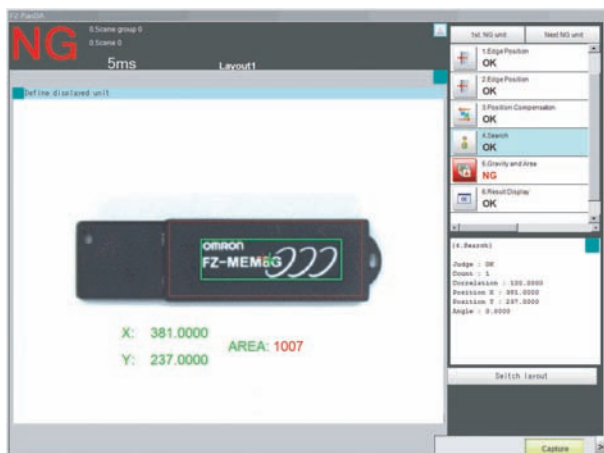 FZ-PanDA
NG
0.Scene group 0
0.Scene 0
5ms
Layout1
1st. NG unit
Next NG unit
1.Edge Position
OK
2.Edge Position
OK
3.Position Compensation
OK
4.Search
OK
5.Gravity and Area
NG
6.Result Display
OK
Define displayed unit
OMRON
FZ-MEM8G
X: 381.0000
Y: 237.0000
AREA: 1007
[4.Search]
Judge : OK
Count : 1
Correlation : 100.0000
Position X : 381.0000
Position Y : 237.0000
Angle : 0.0000
Switch layout
Capture